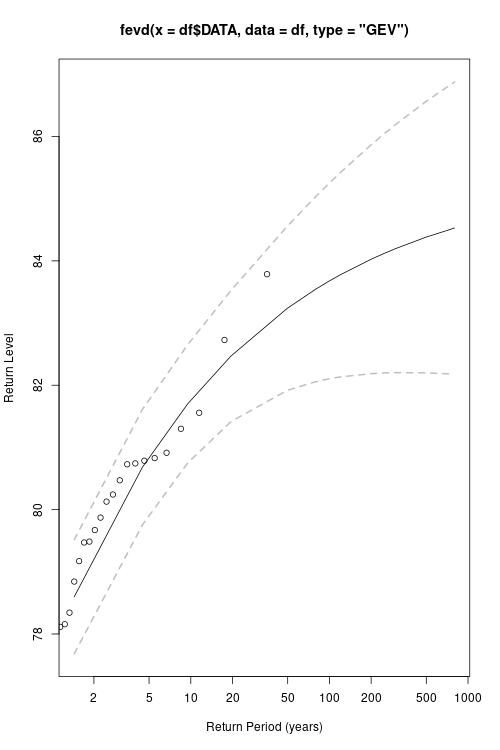 fevd(x = df$DATA, data = df, type = "GEV")
86
84
82
80
78
Return Level
2 5 10 20 50 100 200 500 1000
Return Period (years)